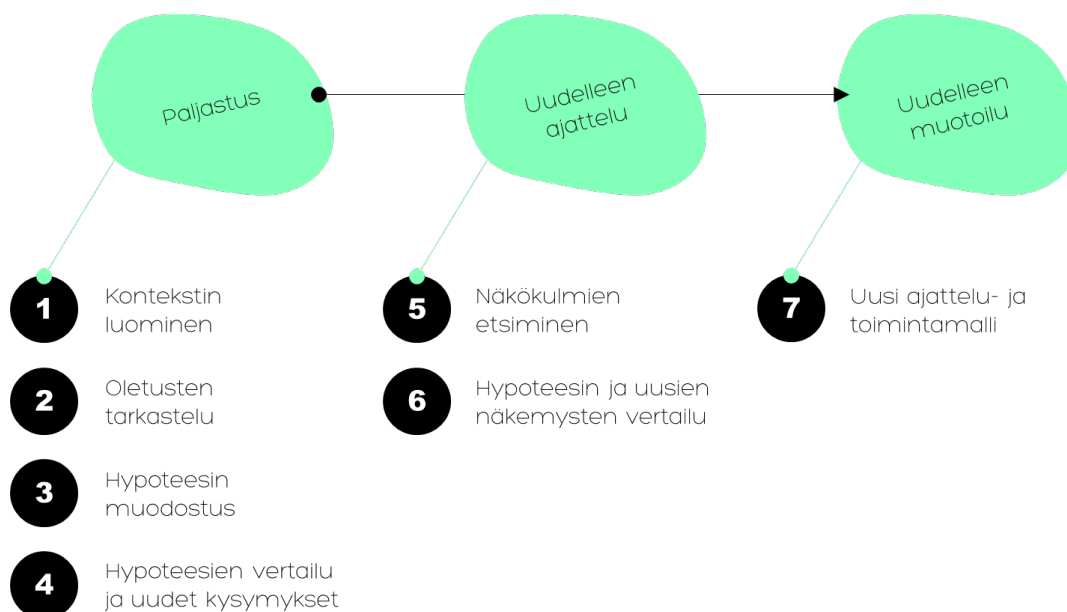 Paljastus
Uudelleen
ajattelu
Uudelleen
muotoilu
1
Kontekstin
luominen
2
Oletusten
tarkastelu
3
Hypoteesin
muodostus
4
Hypoteesien vertailu
ja uudet kysymykset
5
Näkökulmien
etsiminen
6
Hypoteesin ja uusien
näkemysten vertailu
7
Uusi ajattelu- ja
toimintamalli